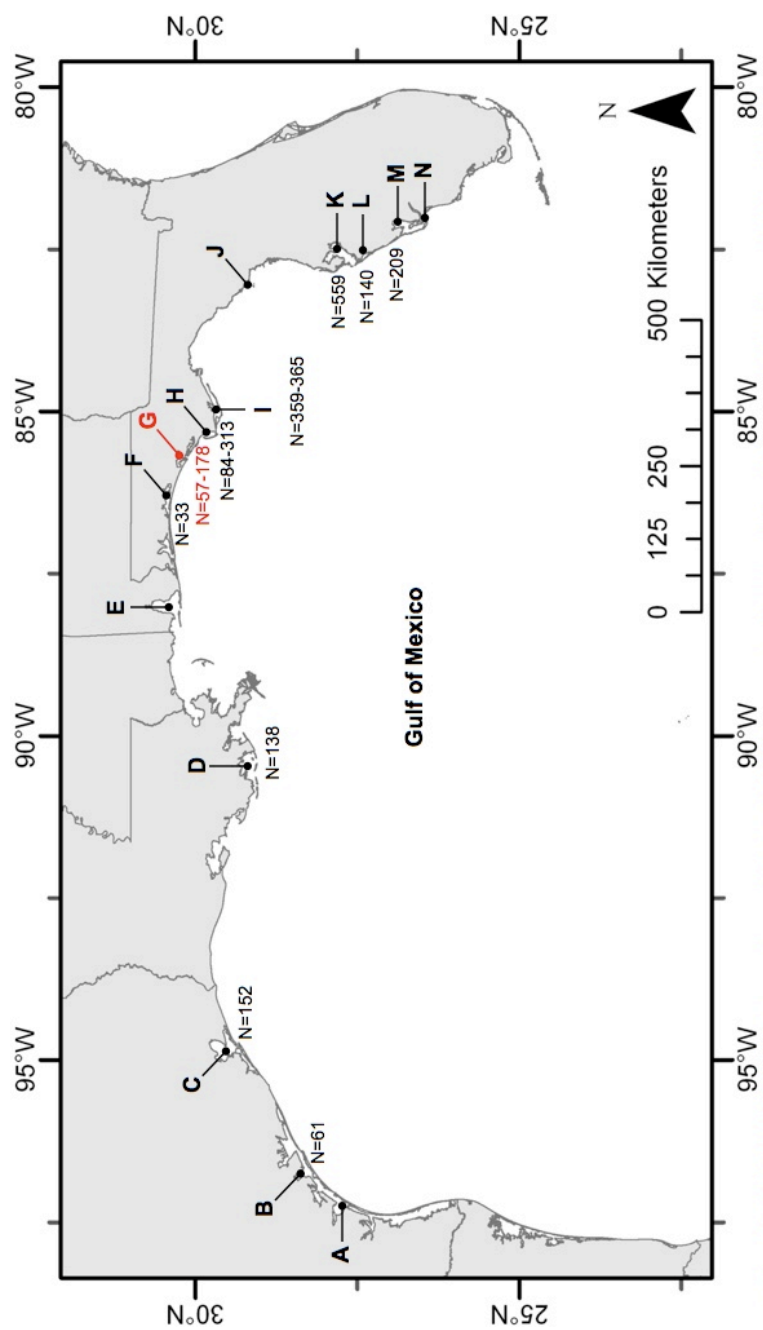 95°W
90°W
85°W
80°W
30°N
30°N
25°N
25°N
A
B
N=61
C
N=152
D
N=138
E
F
N=33
G
N=57-178
H
N=84-313
I
N=359-365
J
K
N=559
L
N=140
M
N=209
N
Gulf of Mexico
N
0 125 250 500 Kilometers
95°W
90°W
85°W
80°W